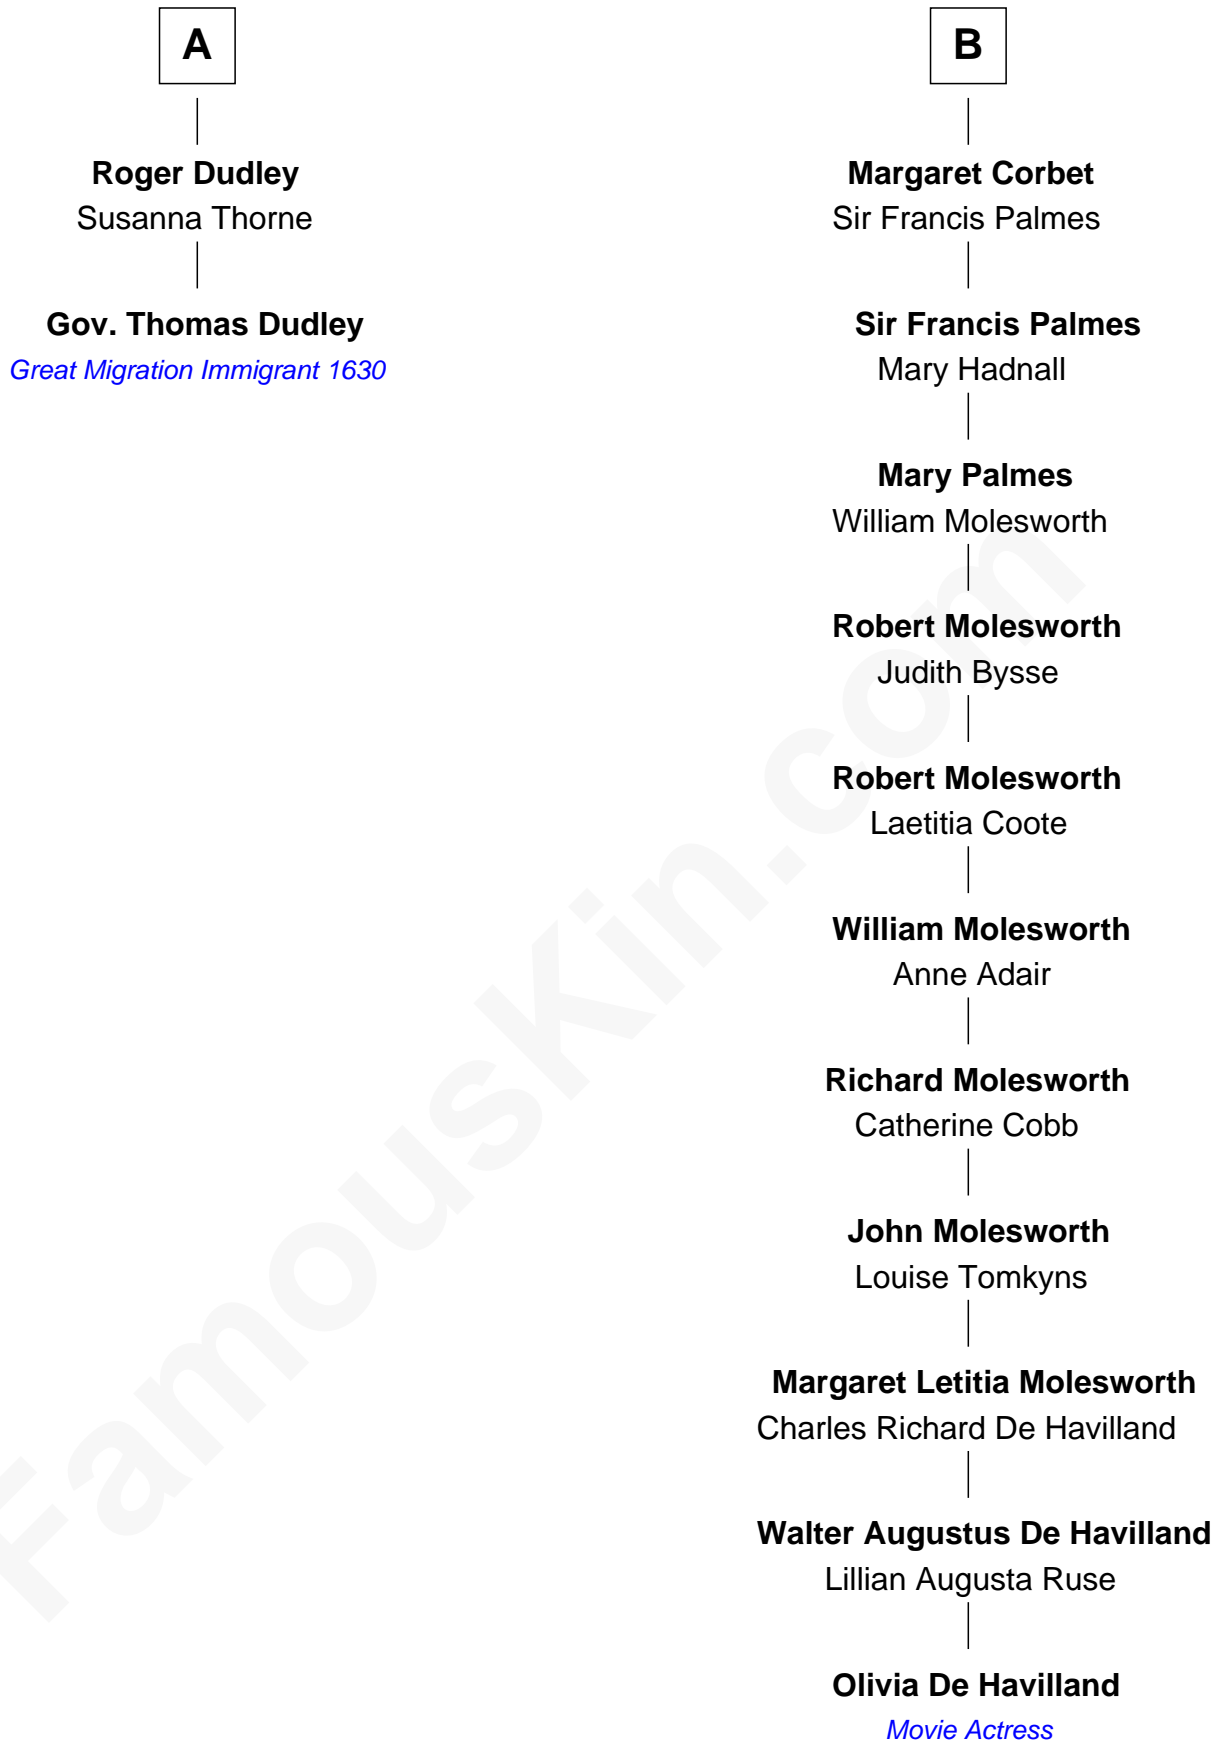 A
Roger Dudley
Susanna Thorne
Gov. Thomas Dudley
Great Migration Immigrant 1630
B
Margaret Corbet
Sir Francis Palmes
Sir Francis Palmes
Mary Hadnall
Mary Palmes
William Molesworth
Robert Molesworth
Judith Bysse
Robert Molesworth
Laetitia Coote
William Molesworth
Anne Adair
Richard Molesworth
Catherine Cobb
John Molesworth
Louise Tomkyns
Margaret Letitia Molesworth
Charles Richard De Havilland
Walter Augustus De Havilland
Lillian Augusta Ruse
Olivia De Havilland
Movie Actress
FamousKin.com